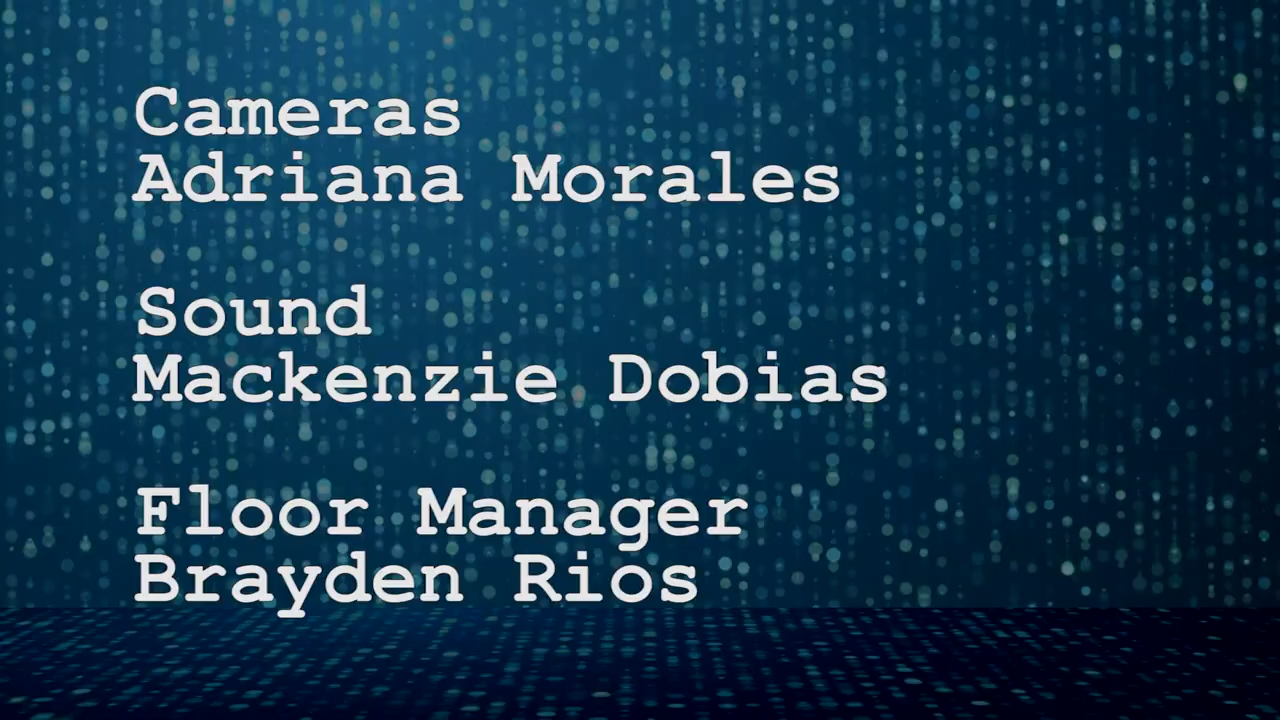 Cameras
Adriana Morales
Sound
Mackenzie Dobias
Floor Manager
Brayden Rios